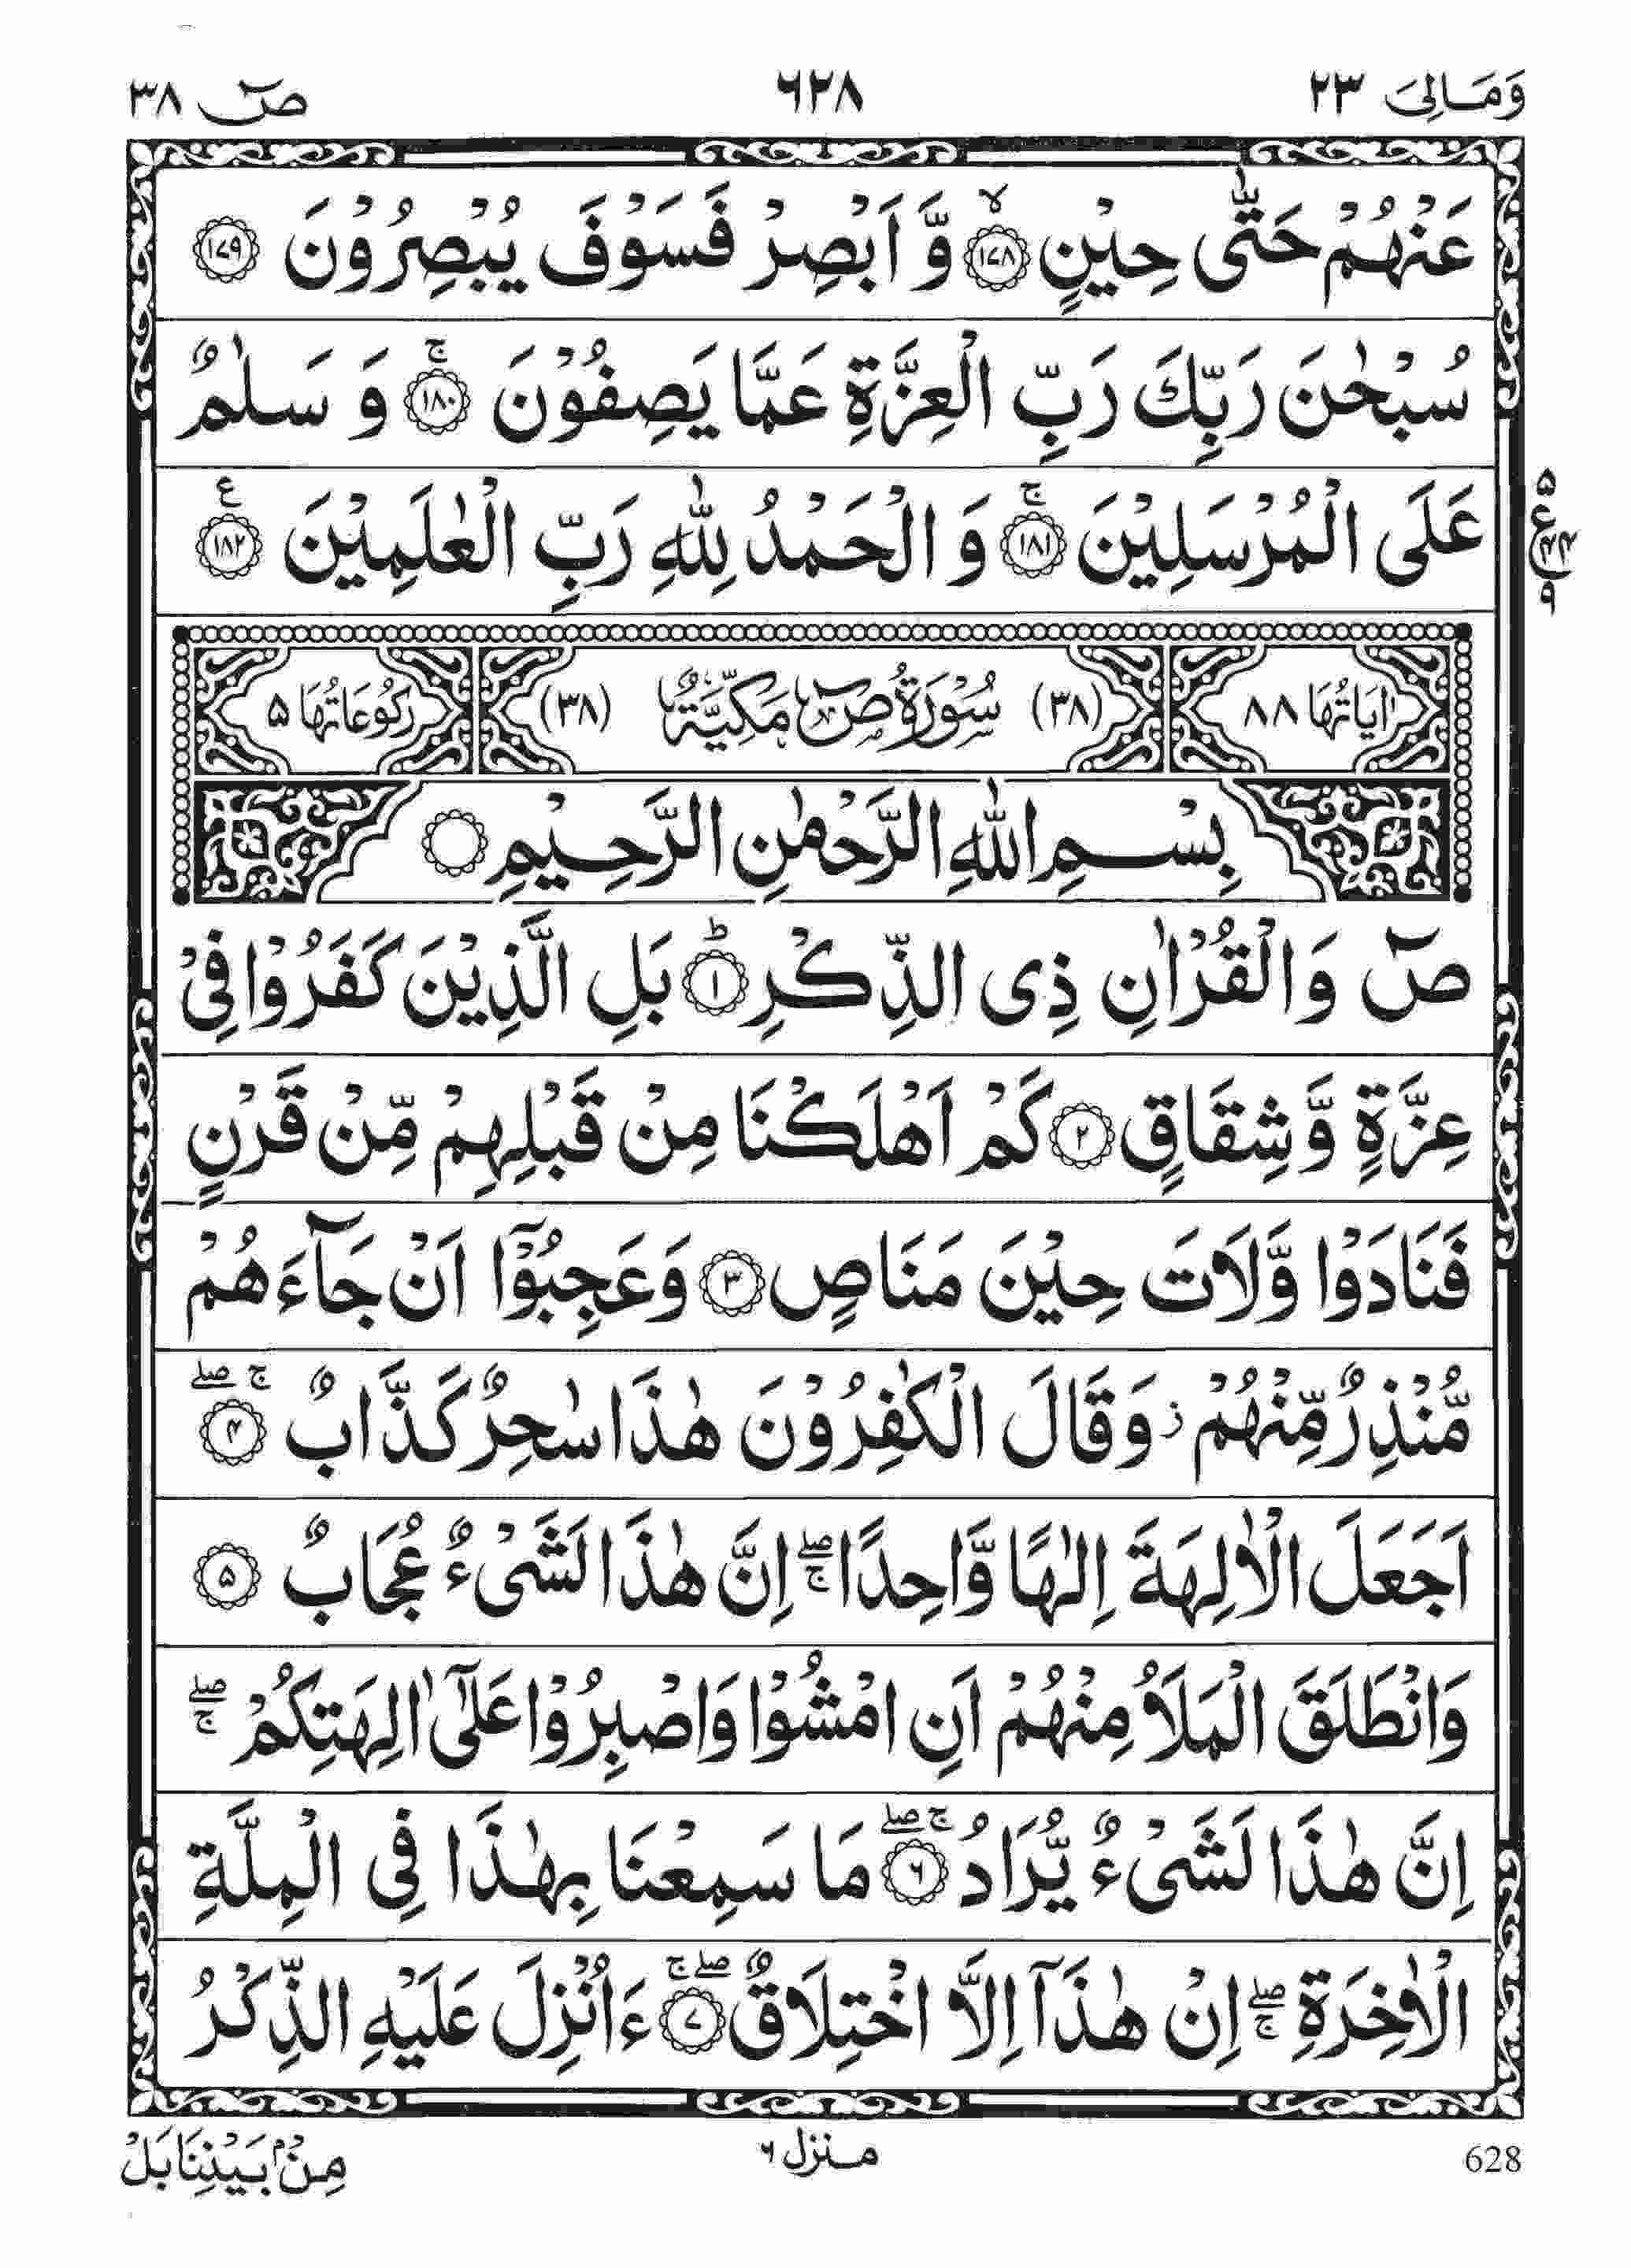 وَمَالِىَ ٢٣ ٦٢٨ صٓ ٣٨
عَنْهُمْ حَتّٰى حِيْنٍ ۙ﴿١٧٨﴾ وَّ اَبْصِرْ فَسَوْفَ يُبْصِرُوْنَ ﴿١٧٩﴾
سُبْحٰنَ رَبِّكَ رَبِّ الْعِزَّةِ عَمَّا يَصِفُوْنَ ۚ﴿١٨٠﴾ وَ سَلٰمٌ
عَلَى الْمُرْسَلِيْنَ ۚ﴿١٨١﴾ وَ الْحَمْدُ لِلّٰهِ رَبِّ الْعٰلَمِيْنَ ﴿١٨٢﴾ ع
٥ ع ٤٤ ٩
اٰيَاتُهَا ٨٨ (٣٨) سُوْرَةُ صٓ مَكِّيَّةٌ (٣٨) رُكُوْعَاتُهَا ٥
بِسْمِ اللّٰهِ الرَّحْمٰنِ الرَّحِيْمِ
صٓ وَالْقُرْاٰنِ ذِى الذِّكْرِ ؕ﴿١﴾ بَلِ الَّذِيْنَ كَفَرُوْا فِىْ
عِزَّةٍ وَّشِقَاقٍ ﴿٢﴾ كَمْ اَهْلَكْنَا مِنْ قَبْلِهِمْ مِّنْ قَرْنٍ
فَنَادَوْا وَّلَاتَ حِيْنَ مَنَاصٍ ﴿٣﴾ وَعَجِبُوْۤا اَنْ جَآءَهُمْ
مُّنْذِرٌ مِّنْهُمْ ز وَقَالَ الْكٰفِرُوْنَ هٰذَا سٰحِرٌ كَذَّابٌ ۚۖ﴿٤﴾
اَجَعَلَ الْاٰلِهَةَ اِلٰهًا وَّاحِدًا ۖۚ اِنَّ هٰذَا لَشَىْءٌ عُجَابٌ ﴿٥﴾
وَانْطَلَقَ الْمَلَاُ مِنْهُمْ اَنِ امْشُوْا وَاصْبِرُوْا عَلٰٓى اٰلِهَتِكُمْ ۖۚ
اِنَّ هٰذَا لَشَىْءٌ يُّرَادُ ۚۖ﴿٦﴾ مَا سَمِعْنَا بِهٰذَا فِى الْمِلَّةِ
الْاٰخِرَةِ ۖۚ اِنْ هٰذَآ اِلَّا اخْتِلَاقٌ ۖۚ﴿٧﴾ ءَاُنْزِلَ عَلَيْهِ الذِّكْرُ
628 مـنزل ٦ مِنْۢ بَيْنِنَا بَلْ